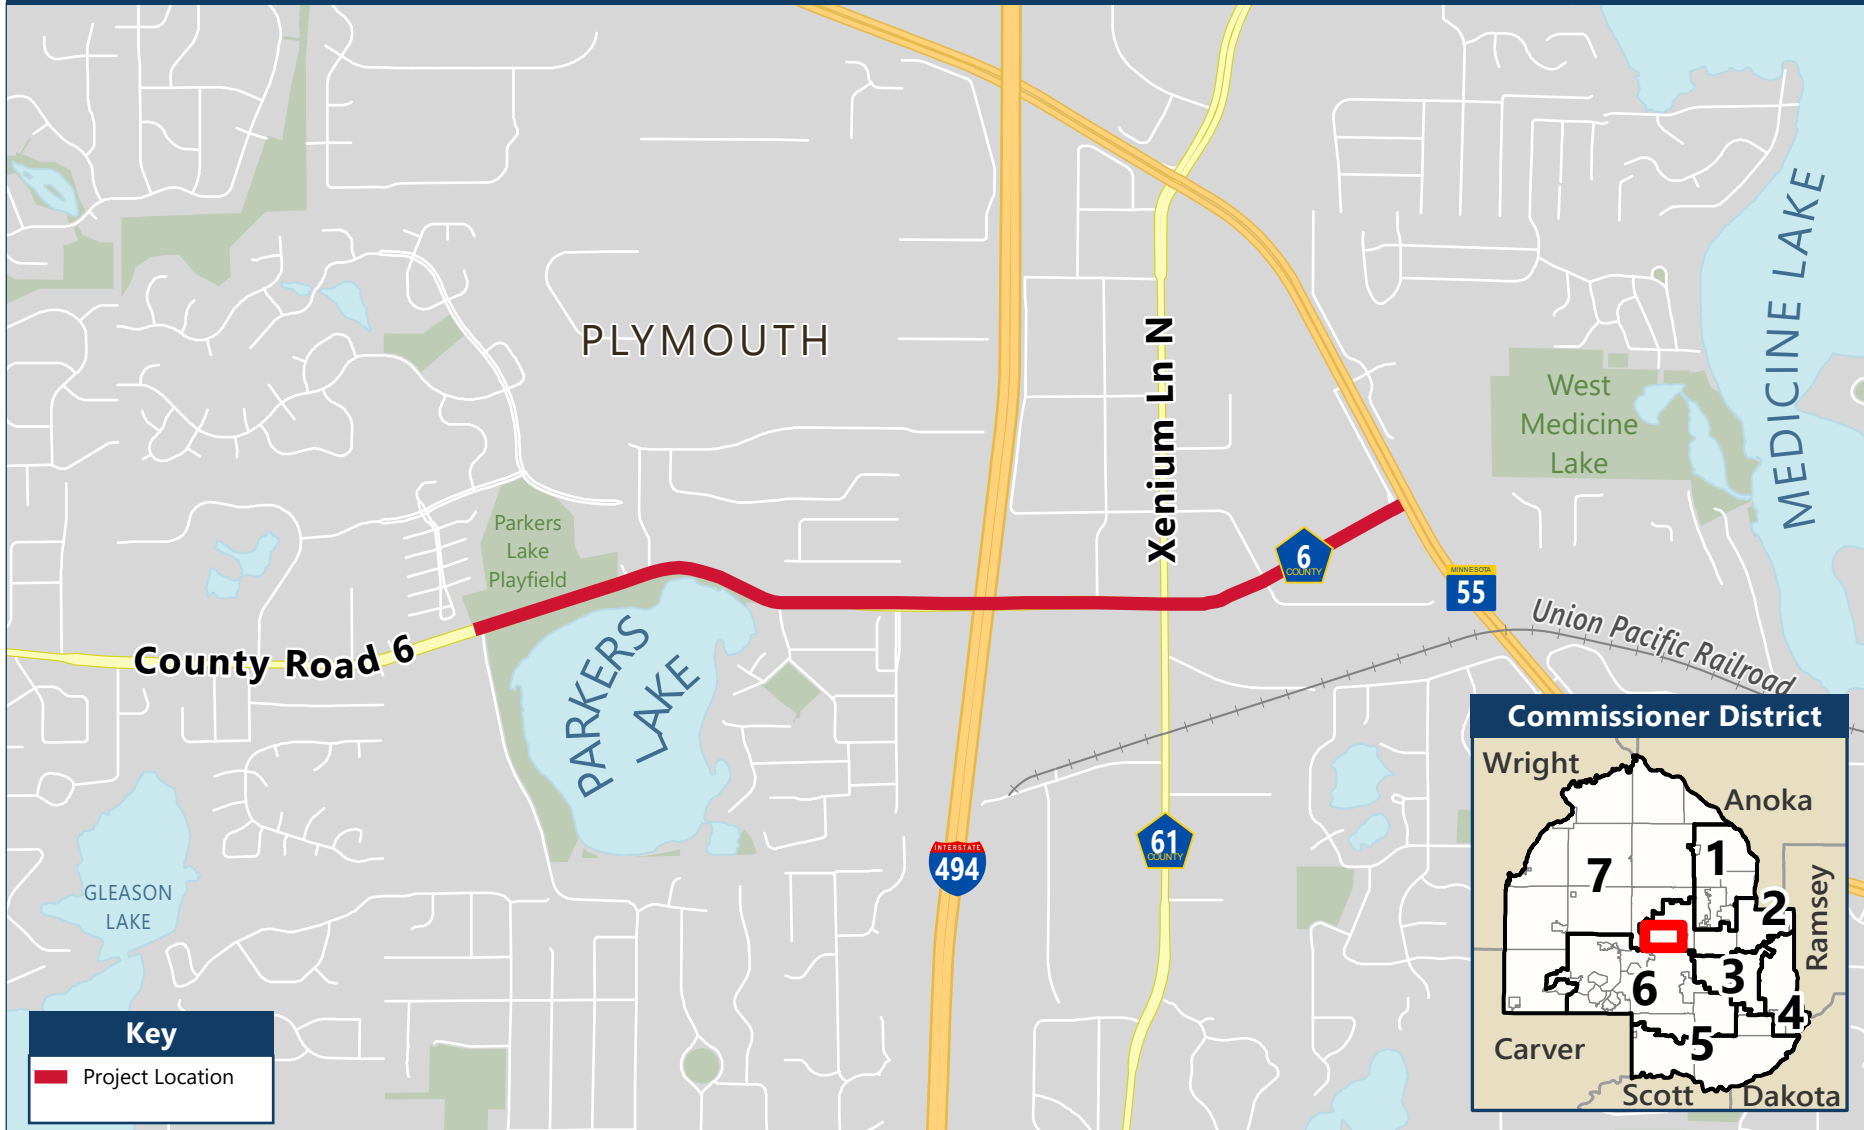 PLYMOUTH
Xenium Ln N
MEDICINE LAKE
West
Medicine
Lake
Parkers
Lake
Playfield
6
COUNTY
MINNESOTA
55
Union Pacific Railroad
County Road 6
PARKERS
LAKE
61
COUNTY
INTERSTATE
494
GLEASON
LAKE
Key
Project Location
Commissioner District
Wright
Anoka
1
7
2
Ramsey
3
6
4
5
Carver
Scott
Dakota